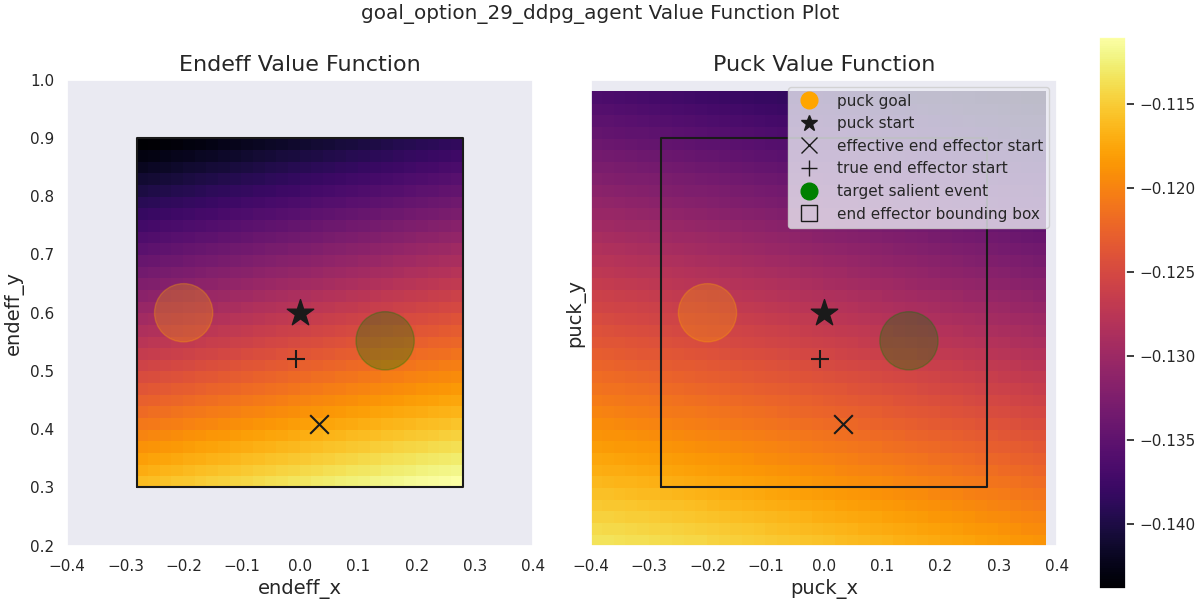 goal_option_29_ddpg_agent Value Function Plot
Endeff Value Function
1.0
0.9
0.8
0.7
0.6
0.5
0.4
0.3
0.2
endeff_y
−0.4
−0.3
−0.2
−0.1
0.0
0.1
0.2
0.3
0.4
endeff_x
Puck Value Function
puck goal
puck start
effective end effector start
true end effector start
target salient event
end effector bounding box
puck_y
−0.4
−0.3
−0.2
−0.1
0.0
0.1
0.2
0.3
0.4
puck_x
−0.115
−0.120
−0.125
−0.130
−0.135
−0.140